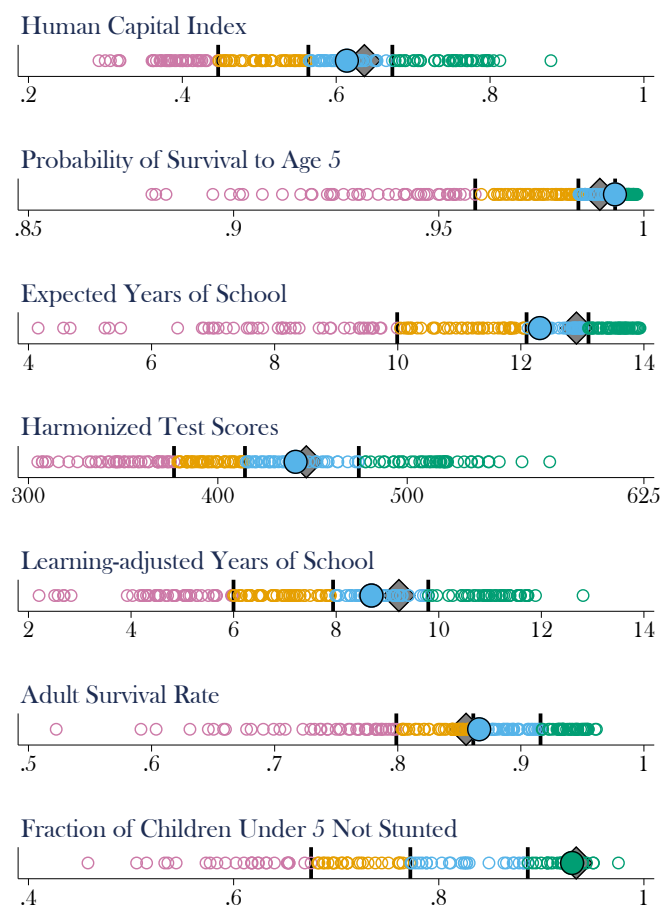 Human Capital Index
.2 .4 .6 .8 1
Probability of Survival to Age 5
.85 .9 .95 1
Expected Years of School
4 6 8 10 12 14
Harmonized Test Scores
300 400 500 625
Learning-adjusted Years of School
2 4 6 8 10 12 14
Adult Survival Rate
.5 .6 .7 .8 .9 1
Fraction of Children Under 5 Not Stunted
.4 .6 .8 1